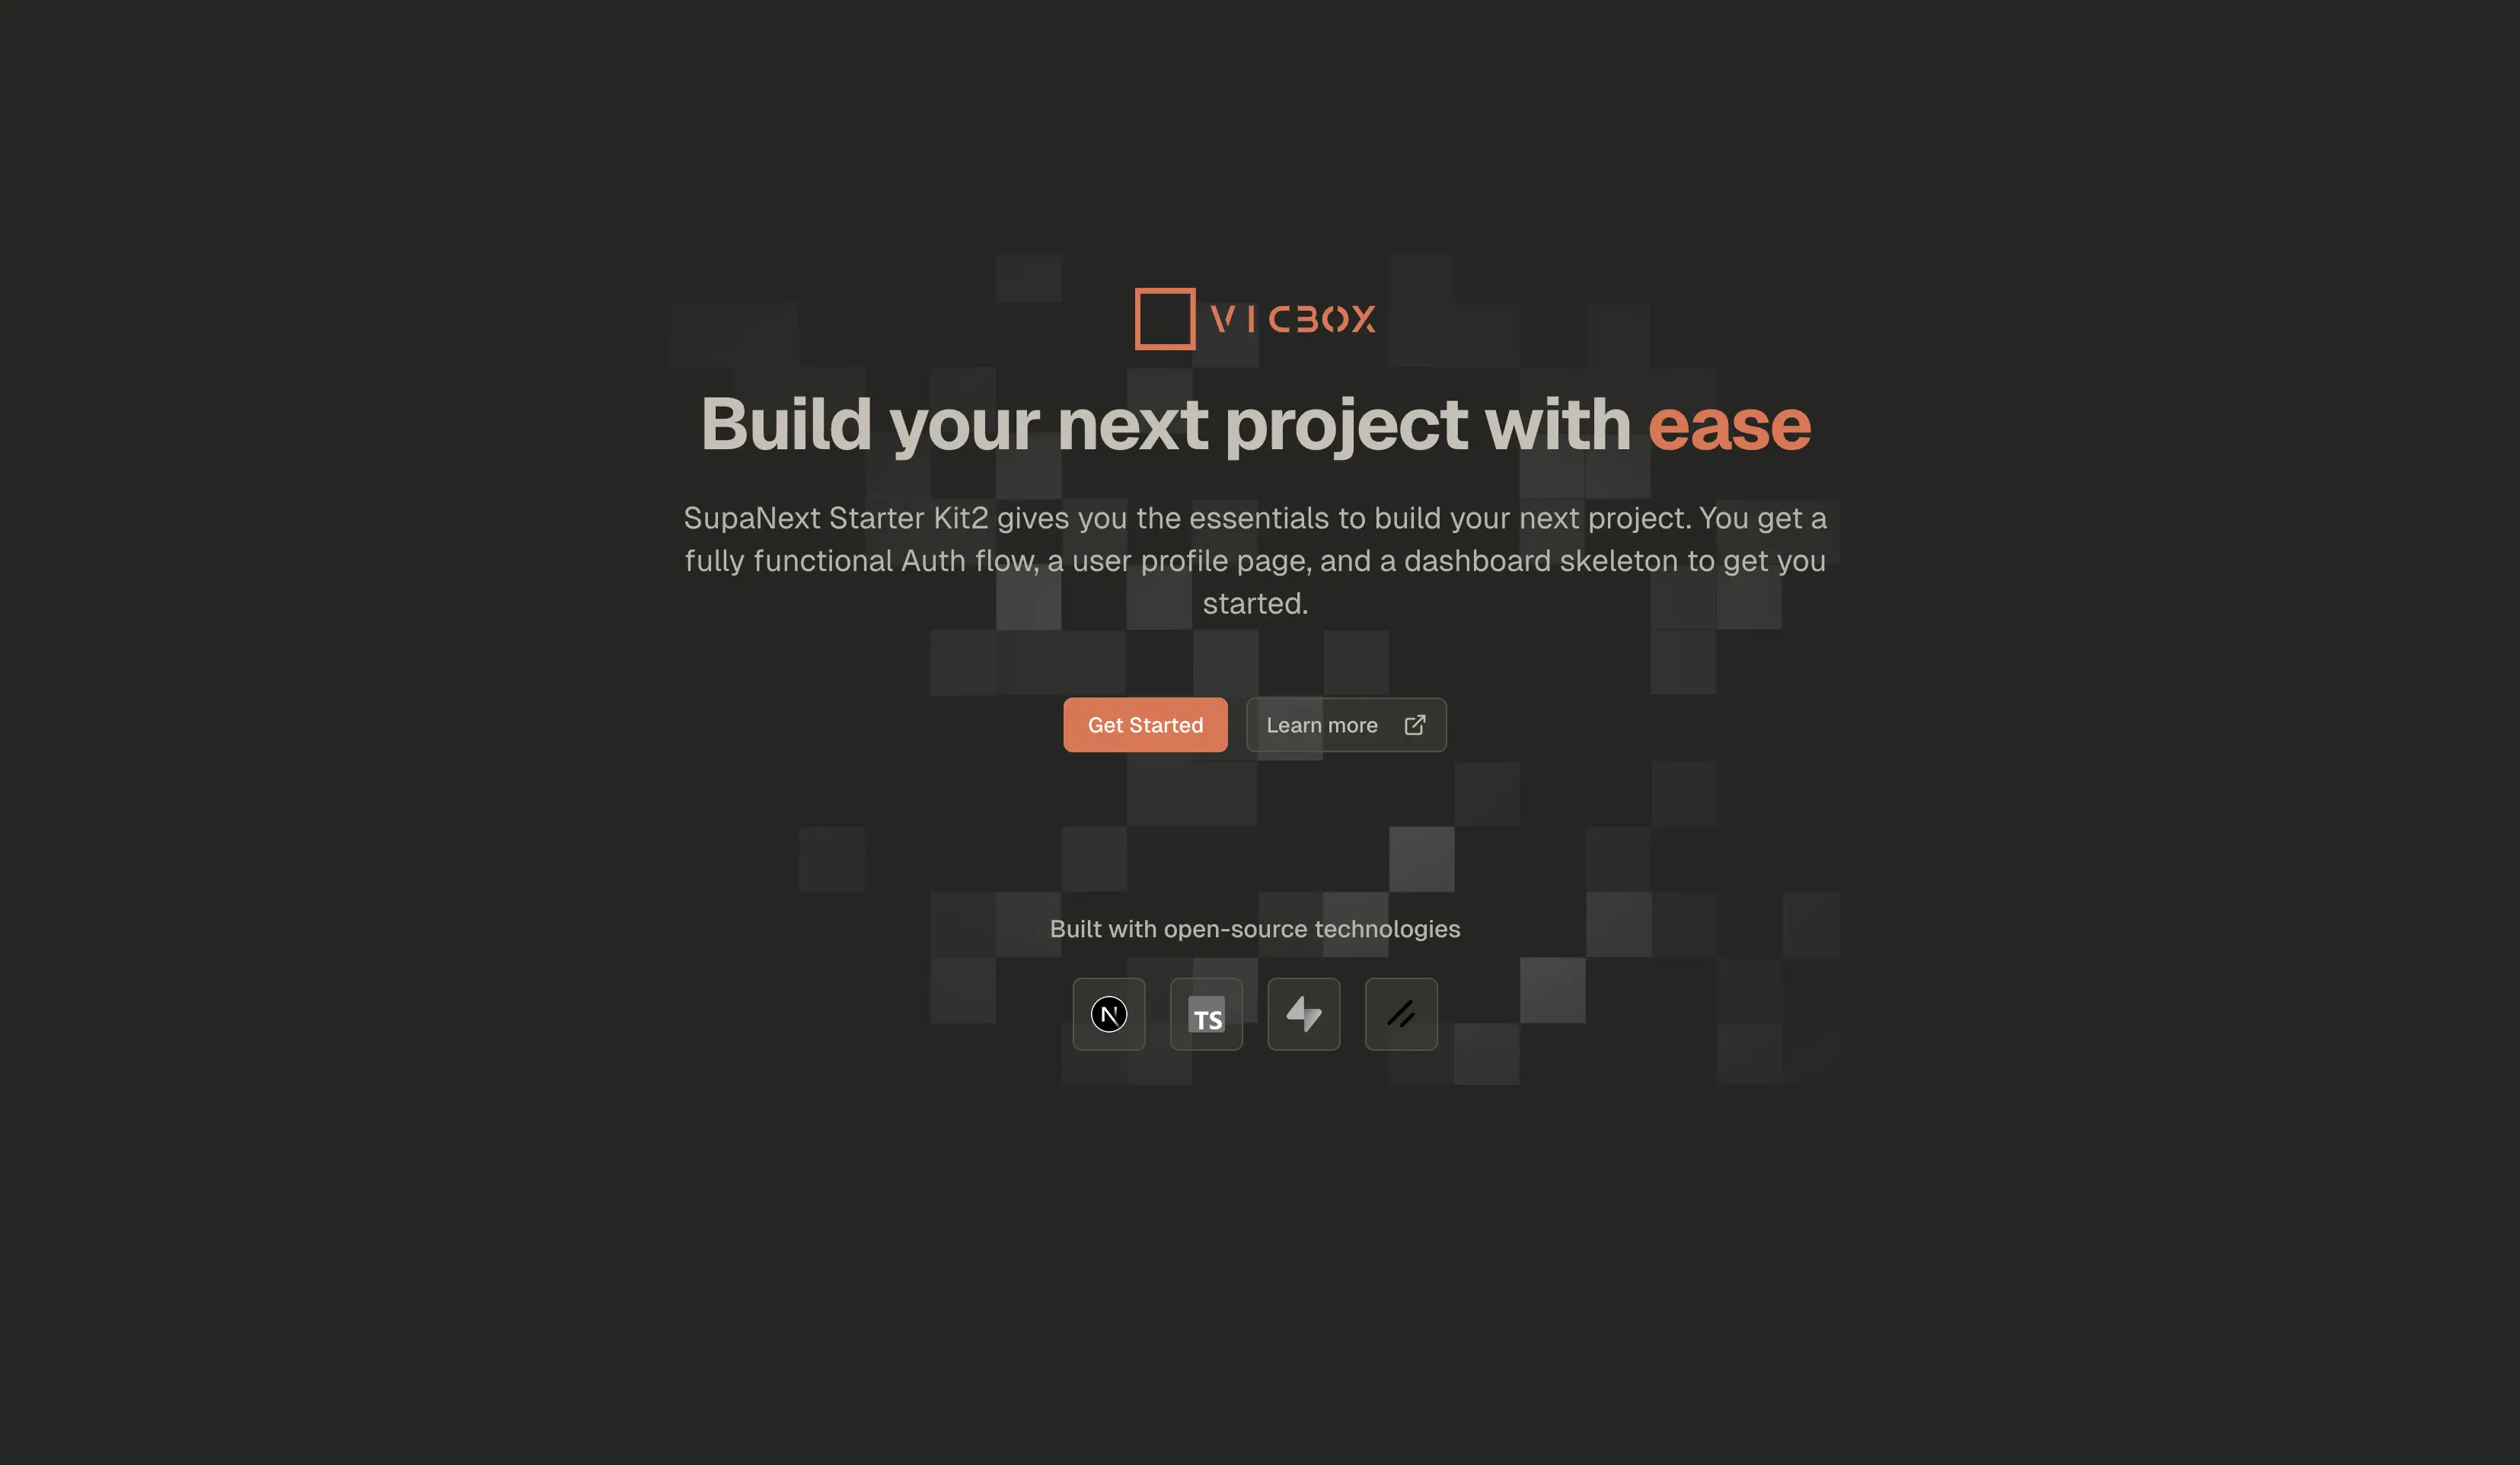 VICBOX
Build your next project with ease
SupaNext Starter Kit2 gives you the essentials to build your next project. You get a
fully functional Auth flow, a user profile page, and a dashboard skeleton to get you
started.
Get Started
Learn more
Built with open-source technologies
N
TS